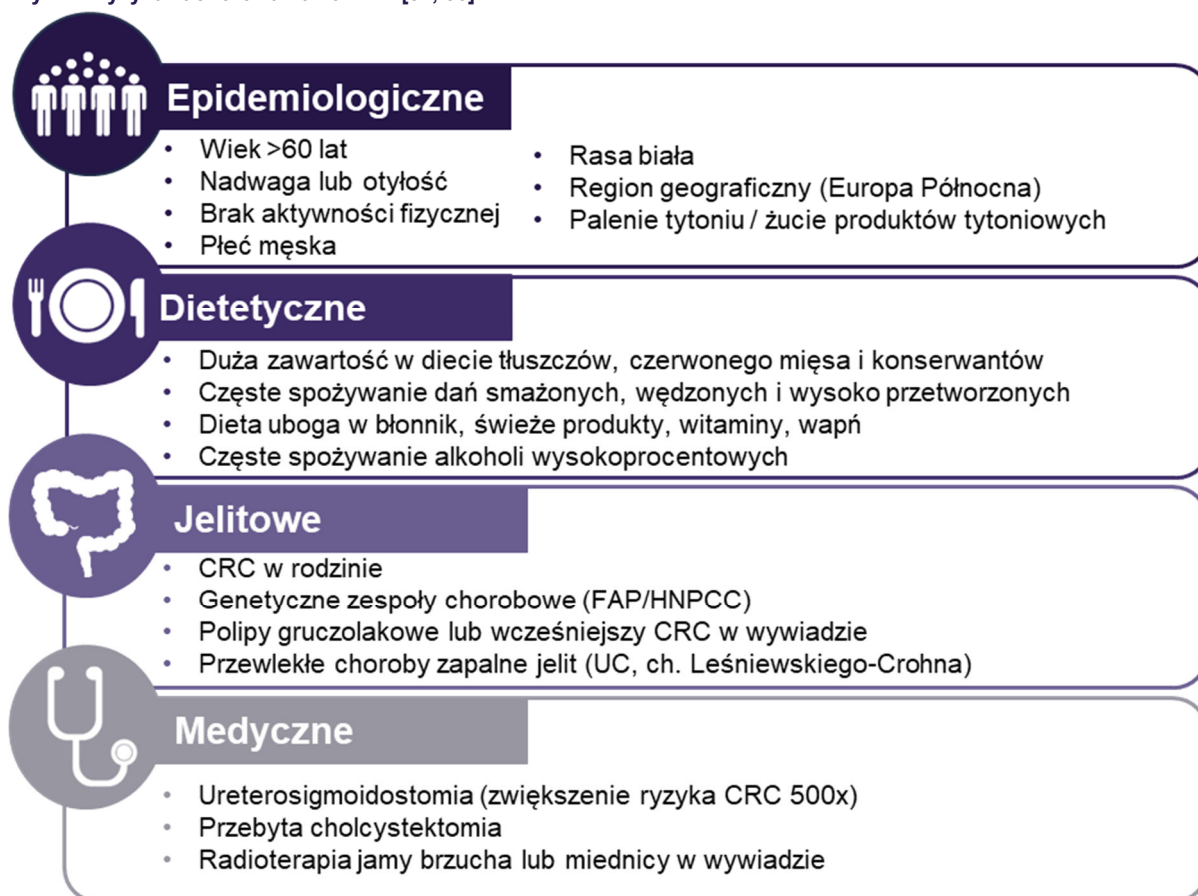 Epidemiologiczne
• Wiek >60 lat
• Nadwaga lub otyłość
• Brak aktywności fizycznej
• Płeć męska
• Rasa biała
• Region geograficzny (Europa Północna)
• Palenie tytoniu / żucie produktów tytoniowych
Dietetyczne
• Duża zawartość w diecie tłuszczów, czerwonego mięsa i konserwantów
• Częste spożywanie dań smażonych, wędzonych i wysoko przetworzonych
• Dieta uboga w błonnik, świeże produkty, witaminy, wapń
• Częste spożywanie alkoholi wysokoprocentowych
Jelitowe
• CRC w rodzinie
• Genetyczne zespoły chorobowe (FAP/HNPCC)
• Polipy gruczolakowe lub wcześniejszy CRC w wywiadzie
• Przewlekłe choroby zapalne jelit (UC, ch. Leśniewskiego-Crohna)
Medyczne
• Ureterosigmoidostomia (zwiększenie ryzyka CRC 500x)
• Przebyta cholcystektomia
• Radioterapia jamy brzucha lub miednicy w wywiadzie